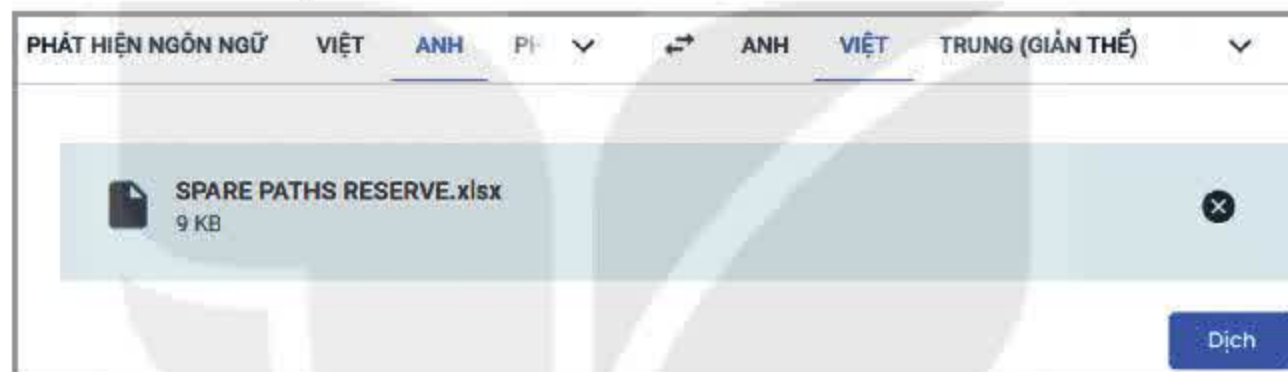 PHÁT HIỆN NGÔN NGỮ VIỆT ANH ANH VIỆT TRUNG (GIẢN THỂ)
SPARE PATHS RESERVE.xlsx
9 KB
Dịch